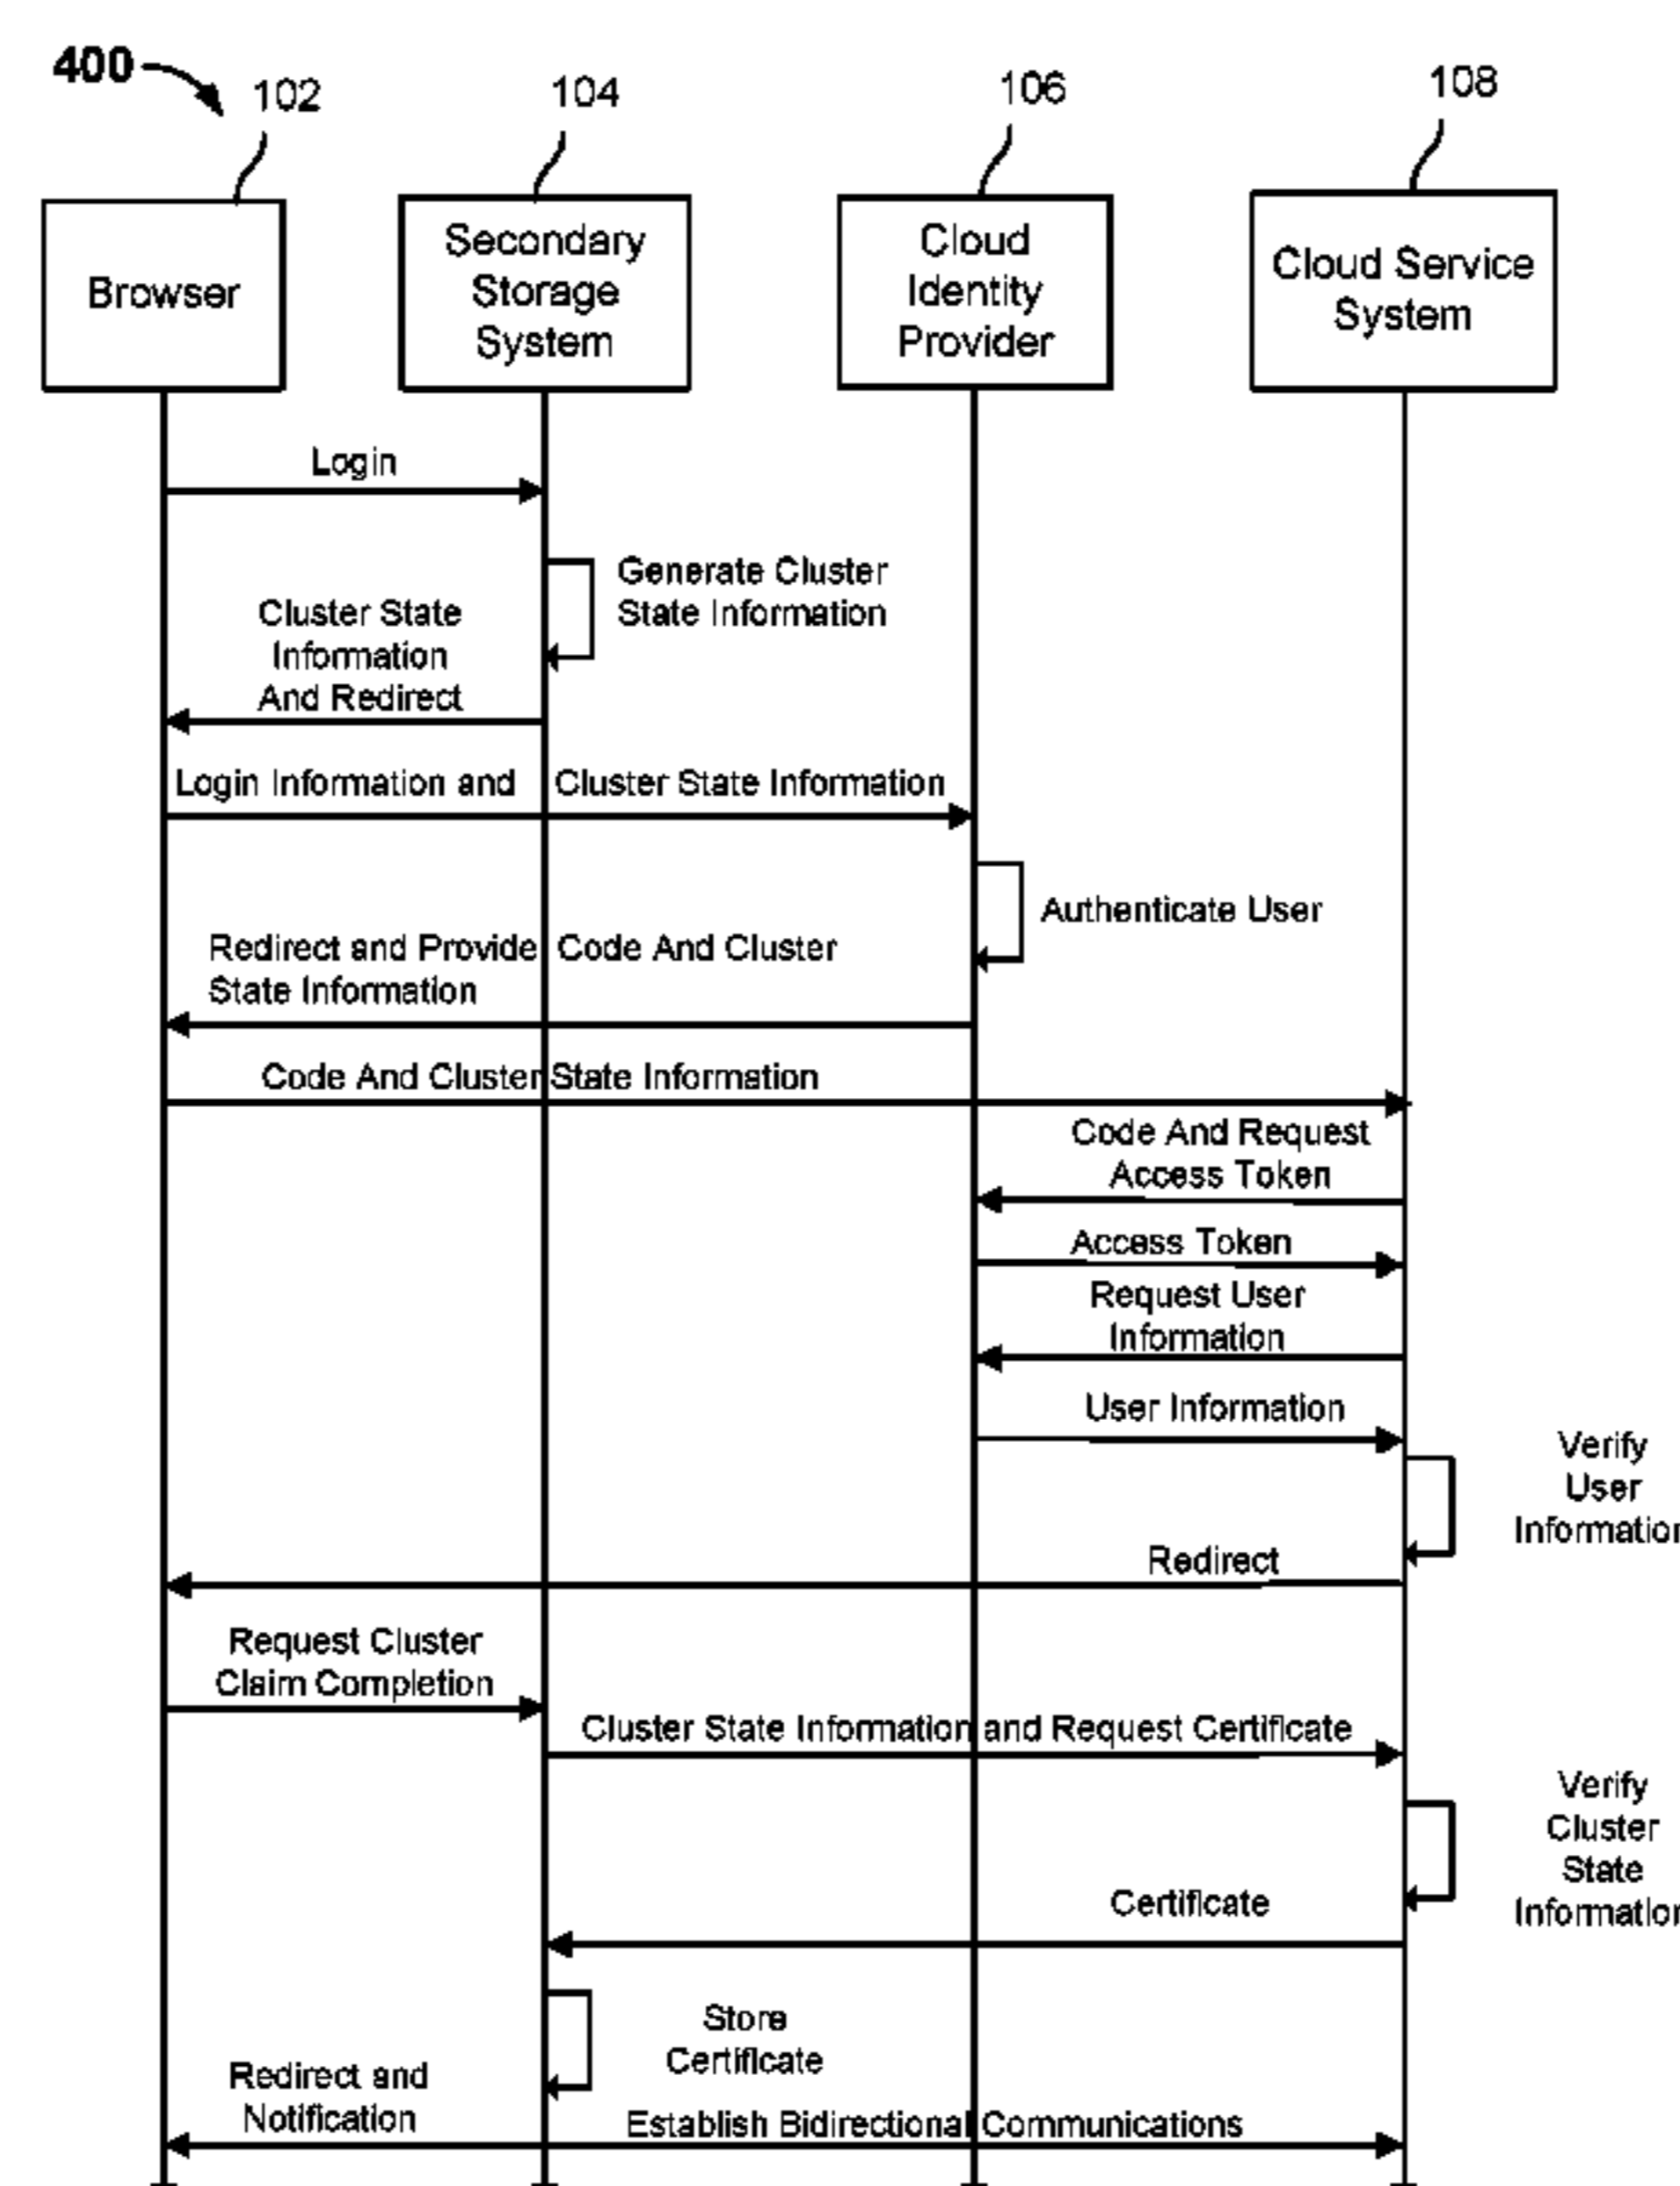 400
102
104
106
108
Browser
Secondary
Storage
System
Cloud
Identity
Provider
Cloud Service
System
Login
Generate Cluster
State Information
Cluster State
Information
And Redirect
Login Information and Cluster State Information
Authenticate User
Redirect and Provide Code And Cluster
State Information
Code And Cluster State Information
Code And Request
Access Token
Access Token
Request User
Information
User Information
Verify
User
Information
Redirect
Request Cluster
Claim Completion
Cluster State Information and Request Certificate
Verify
Cluster
State
Information
Certificate
Store
Certificate
Redirect and
Notification
Establish Bidirectional Communications